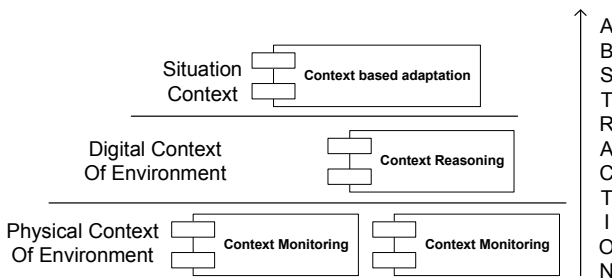 Situation
Context
Context based adaptation
Digital Context
Of Environment
Context Reasoning
Physical Context
Of Environment
Context Monitoring
Context Monitoring
A
B
S
T
R
A
C
T
I
O
N